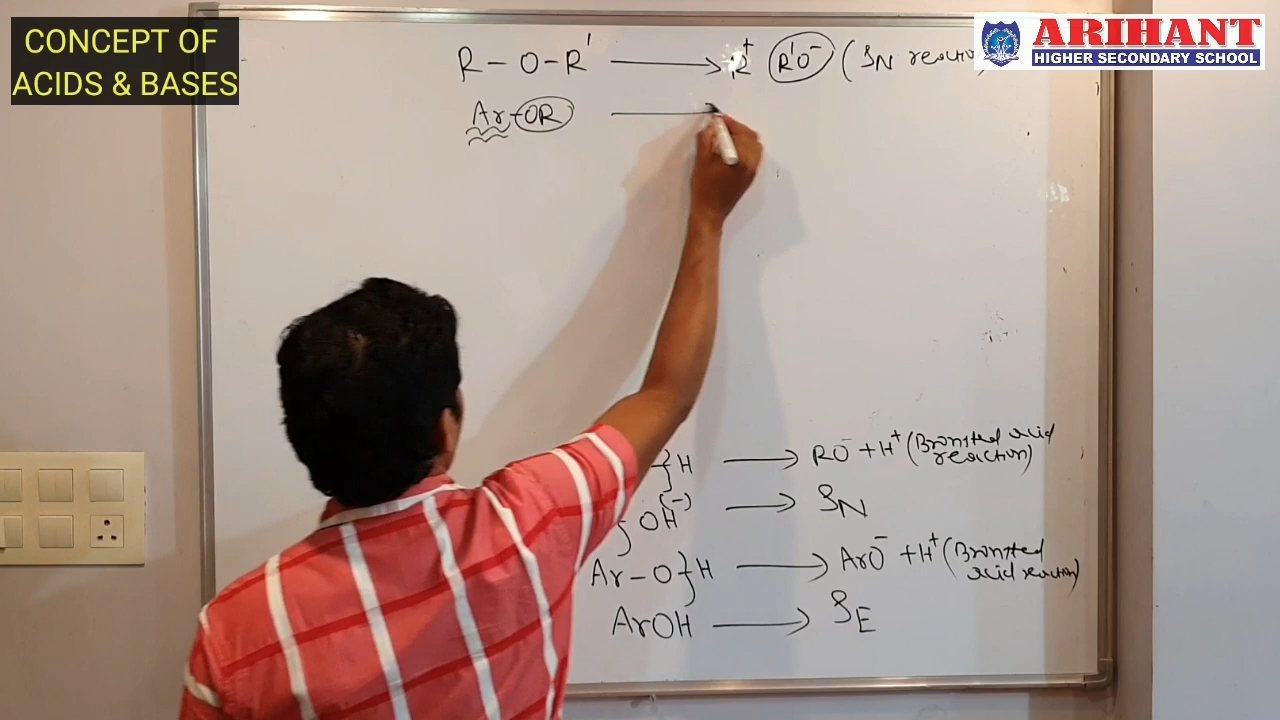 CONCEPT OF
ACIDS & BASES
ARIHANT
HIGHER SECONDARY SCHOOL
R - O - R' ⟶ R⁺ R'O⁻ (SN
Ar - OR ⟶
}H ⟶ RO⁻ + H⁺ (Bronsted acid
reaction)
}OH(-) ⟶ SN
Ar - O}H ⟶ ArO⁻ + H⁺ (Bronsted
acid reaction)
ArOH ⟶ SE